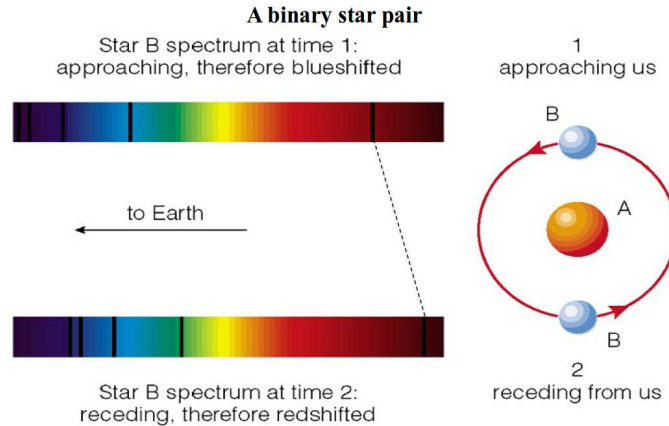 A binary star pair
Star B spectrum at time 1:
approaching, therefore blueshifted
1
approaching us
B
to Earth
A
B
Star B spectrum at time 2:
receding, therefore redshifted
2
receding from us